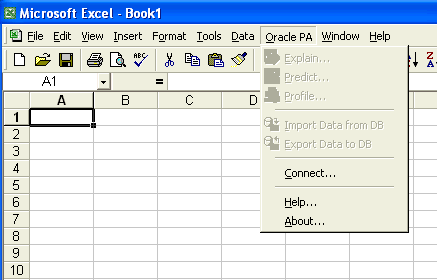 Microsoft Excel - Book1
File Edit View Insert Format Tools Data Oracle PA Window Help
Explain...
Predict...
Profile...
Import Data from DB
Export Data to DB
Connect...
Help...
About...
ABC
A1 =
A B C D
1
2
3
4
5
6
7
8
9
10